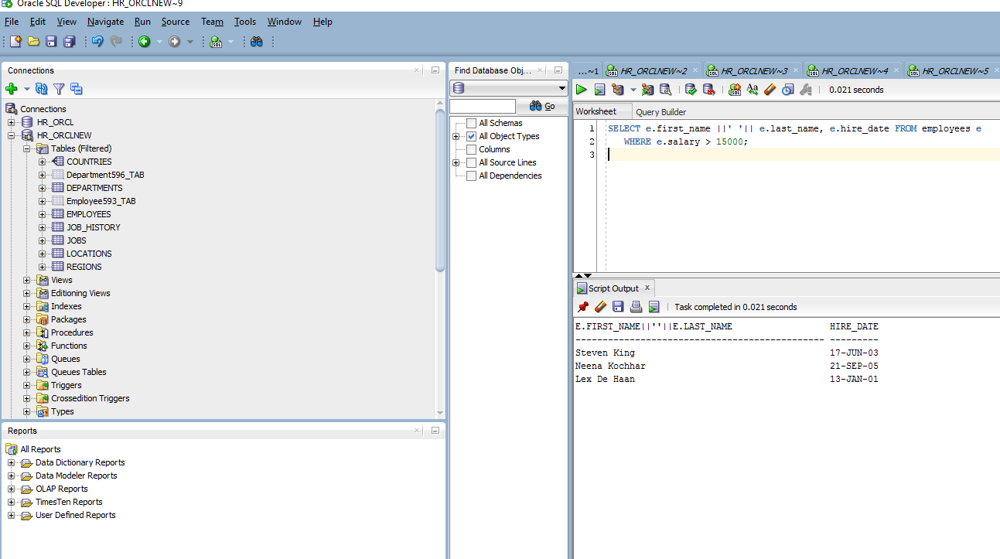 Oracle SQL Developer : HR_ORCLNEW~9
File Edit View Navigate Run Source Team Tools Window Help
Connections
Connections
HR_ORCL
HR_ORCLNEW
Tables (Filtered)
COUNTRIES
Department596_TAB
DEPARTMENTS
Employee593_TAB
EMPLOYEES
JOB_HISTORY
JOBS
LOCATIONS
REGIONS
Views
Editioning Views
Indexes
Packages
Procedures
Functions
Queues
Queues Tables
Triggers
Crossedition Triggers
Types
Reports
All Reports
Data Dictionary Reports
Data Modeler Reports
OLAP Reports
TimesTen Reports
User Defined Reports
Find Database Obj...
Go
All Schemas
All Object Types
Columns
All Source Lines
All Dependencies
...~1 HR_ORCLNEW~2 HR_ORCLNEW~3 HR_ORCLNEW~4 HR_ORCLNEW~5
SQL Aa 0.021 seconds
Worksheet Query Builder
1 SELECT e.first_name ||' '|| e.last_name, e.hire_date FROM employees e
2 WHERE e.salary > 15000;
3
Script Output
Task completed in 0.021 seconds
E.FIRST_NAME||''||E.LAST_NAME HIRE_DATE
---------------------------------------------- ---------
Steven King 17-JUN-03
Neena Kochhar 21-SEP-05
Lex De Haan 13-JAN-01